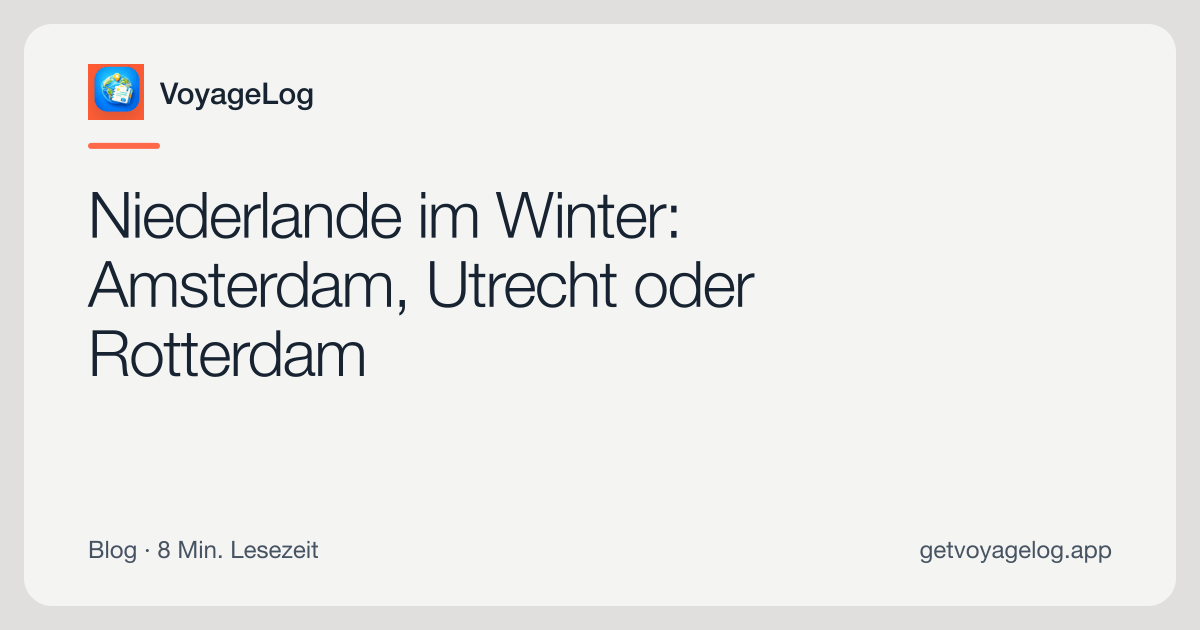 VoyageLog
Niederlande im Winter:
Amsterdam, Utrecht oder
Rotterdam
Blog · 8 Min. Lesezeit
getvoyagelog.app